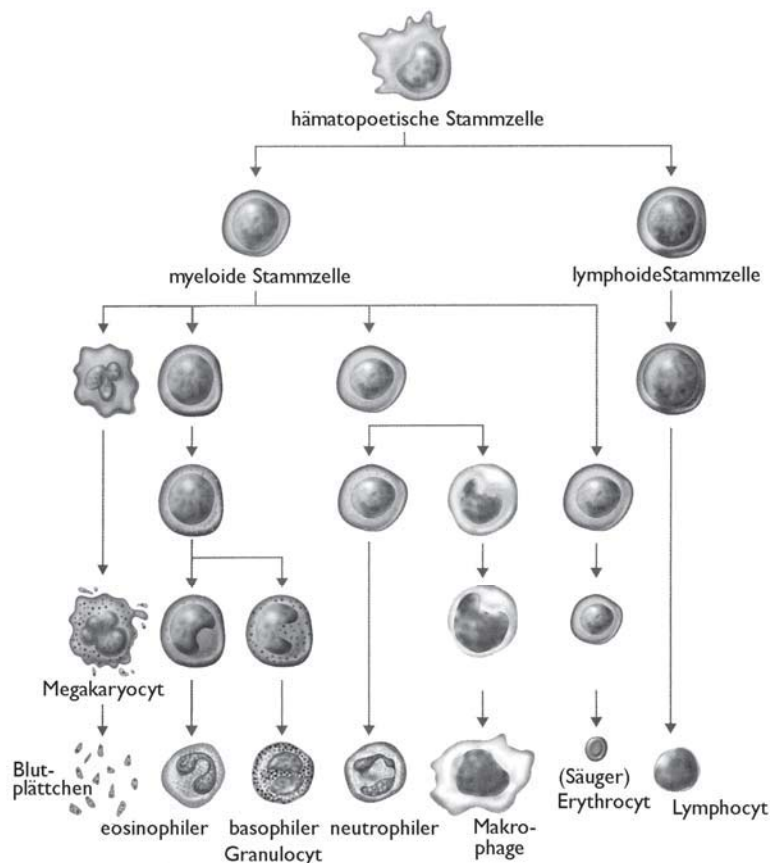 hämatopoetische Stammzelle
myeloide Stammzelle
lymphoideStammzelle
Megakaryocyt
Blut-
plättchen
eosinophiler
basophiler
neutrophiler
Granulocyt
Makro-
phage
(Säuger)
Erythrocyt
Lymphocyt